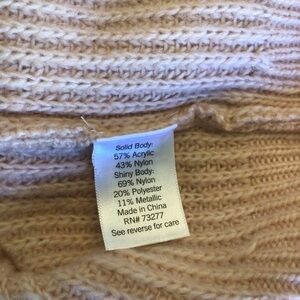 Solid Body:
57% Acrylic
43% Nylon
Shiny Body:
69% Nylon
20% Polyester
11% Metallic
Made in China
RN# 73277
See reverse for care